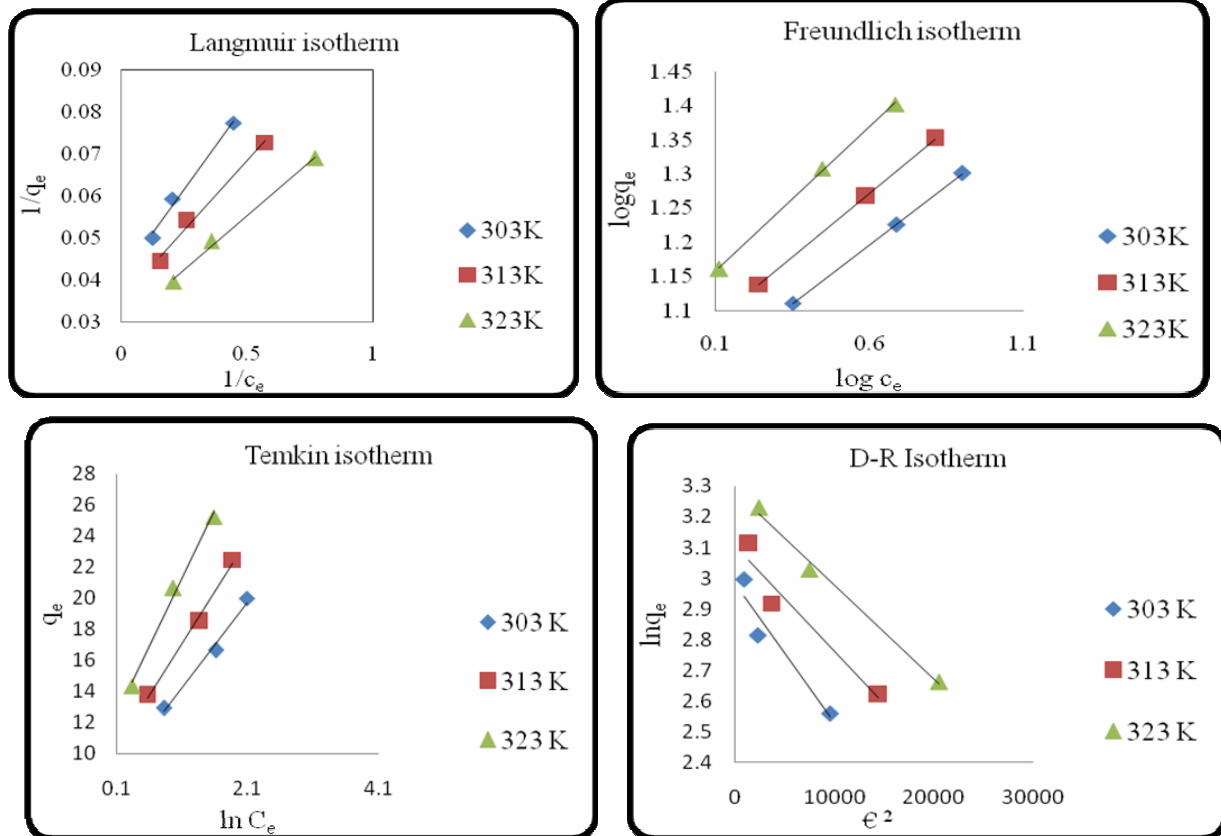 Langmuir isotherm
0.09
0.08
0.07
0.06
0.05
0.04
0.03
1/qe
0
0.5
1
1/ce
303K
313K
323K
Freundlich isotherm
1.45
1.4
1.35
1.3
1.25
1.2
1.15
1.1
logqe
0.1
0.6
1.1
log ce
303K
313K
323K
Temkin isotherm
28
26
24
22
20
18
16
14
12
10
qe
0.1
2.1
4.1
ln Ce
303 K
313 K
323 K
D-R Isotherm
3.3
3.2
3.1
3
2.9
2.8
2.7
2.6
2.5
2.4
lnqe
0
10000
20000
30000
€ ²
303 K
313 K
323 K